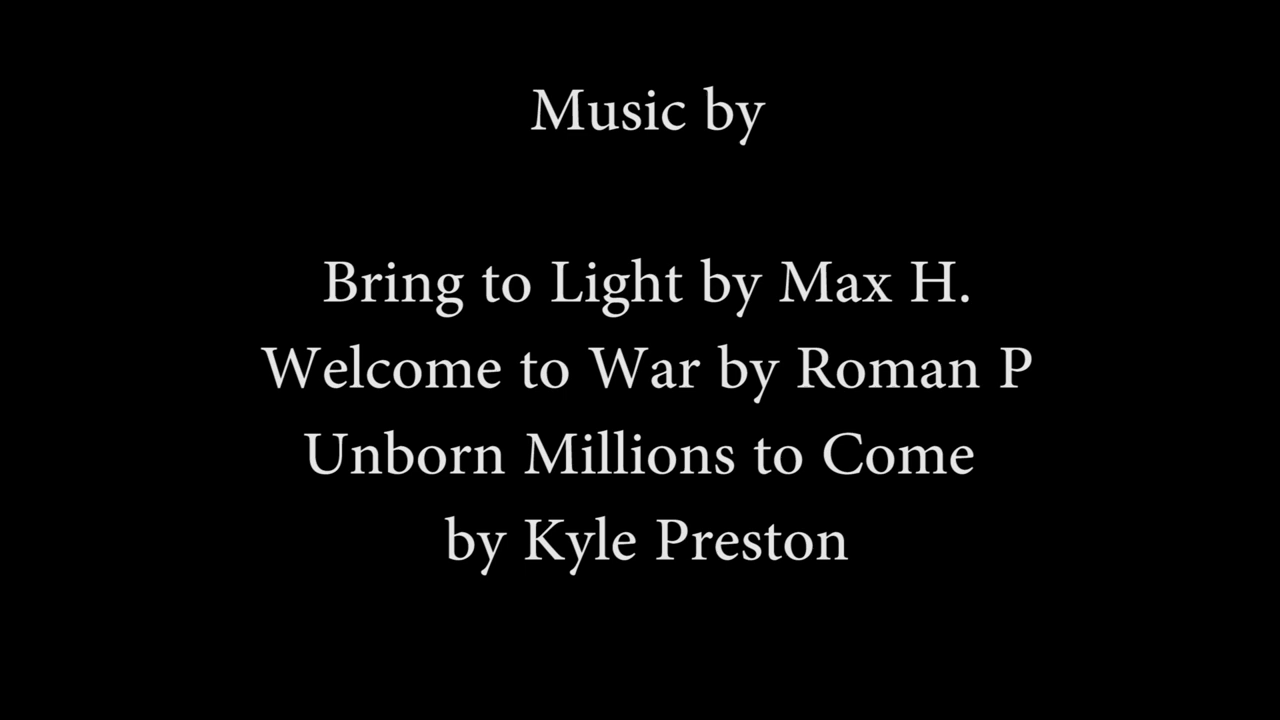 Music by
Bring to Light by Max H.
Welcome to War by Roman P
Unborn Millions to Come
by Kyle Preston